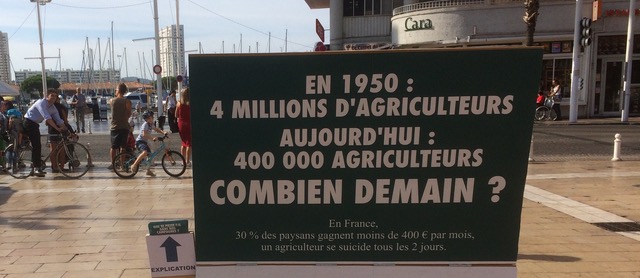 Cara
EN 1950 :
4 MILLIONS D'AGRICULTEURS
AUJOURD'HUI :
400 000 AGRICULTEURS
COMBIEN DEMAIN ?
En France,
30 % des paysans gagnent moins de 400 € par mois,
un agriculteur se suicide tous les 2 jours.
EXPLICATION